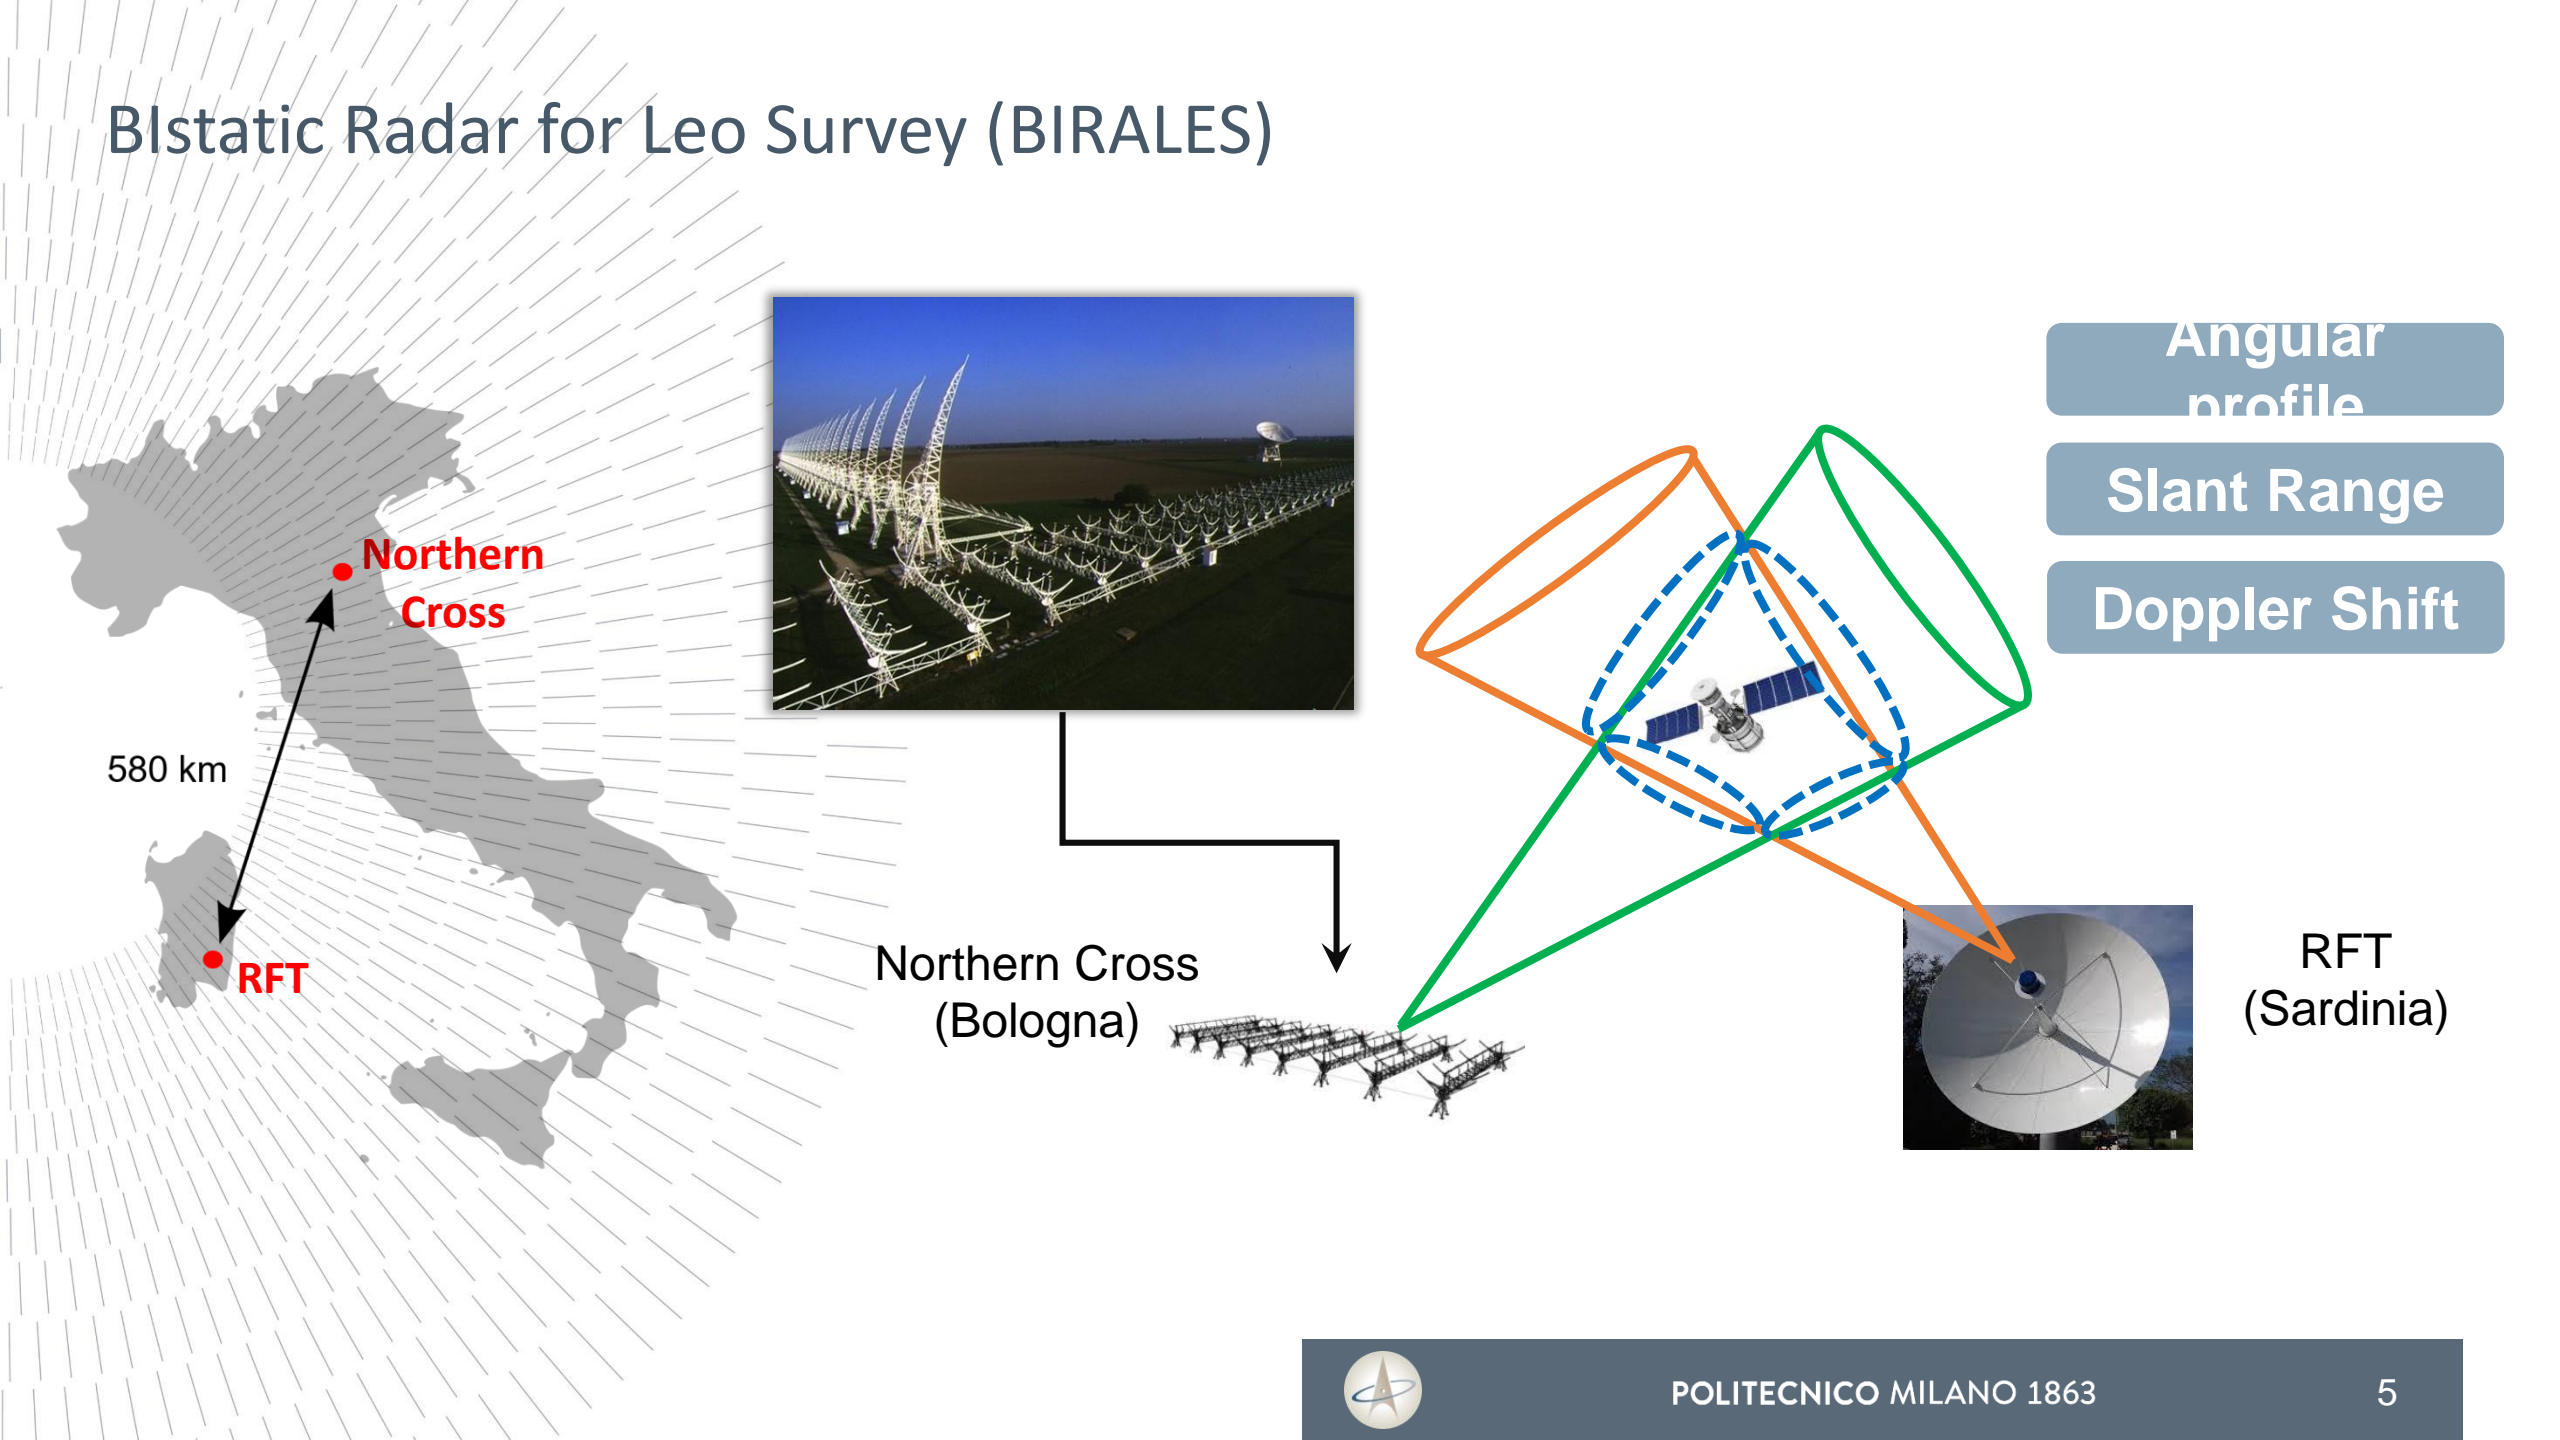 BIstatic Radar for Leo Survey (BIRALES)
Angular
profile
Slant Range
Doppler Shift
Northern
Cross
580 km
RFT
Northern Cross
(Bologna)
RFT
(Sardinia)
POLITECNICO MILANO 1863
5